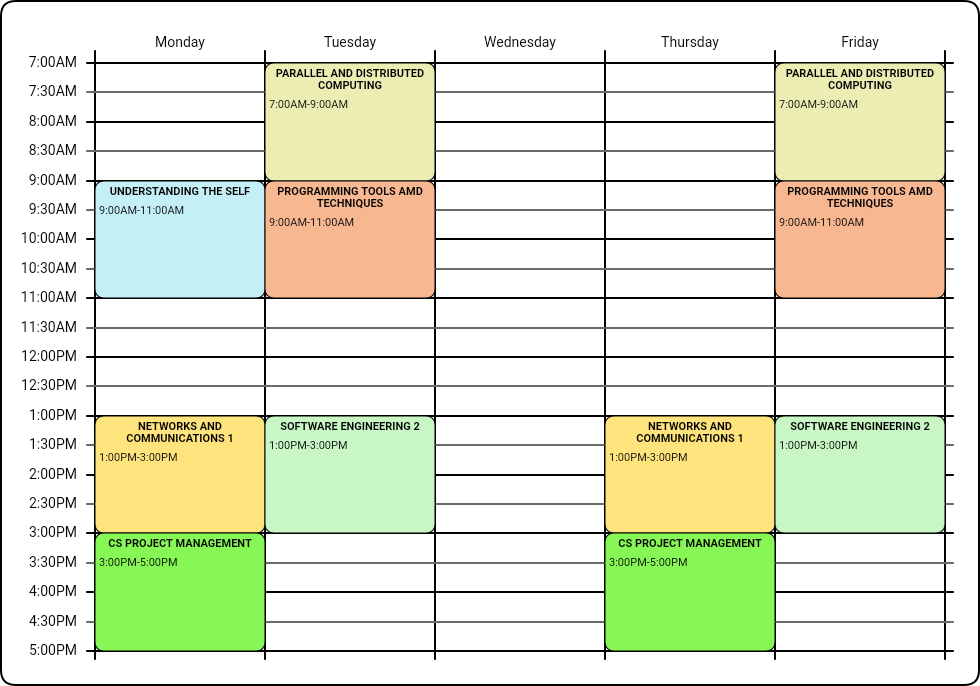 Monday Tuesday Wednesday Thursday Friday
7:00AM
PARALLEL AND DISTRIBUTED
COMPUTING
7:00AM-9:00AM
PARALLEL AND DISTRIBUTED
COMPUTING
7:00AM-9:00AM
7:30AM
8:00AM
8:30AM
9:00AM
UNDERSTANDING THE SELF
9:00AM-11:00AM
PROGRAMMING TOOLS AMD
TECHNIQUES
9:00AM-11:00AM
PROGRAMMING TOOLS AMD
TECHNIQUES
9:00AM-11:00AM
9:30AM
10:00AM
10:30AM
11:00AM
11:30AM
12:00PM
12:30PM
1:00PM
NETWORKS AND
COMMUNICATIONS 1
1:00PM-3:00PM
SOFTWARE ENGINEERING 2
1:00PM-3:00PM
NETWORKS AND
COMMUNICATIONS 1
1:00PM-3:00PM
SOFTWARE ENGINEERING 2
1:00PM-3:00PM
1:30PM
2:00PM
2:30PM
3:00PM
CS PROJECT MANAGEMENT
3:00PM-5:00PM
CS PROJECT MANAGEMENT
3:00PM-5:00PM
3:30PM
4:00PM
4:30PM
5:00PM